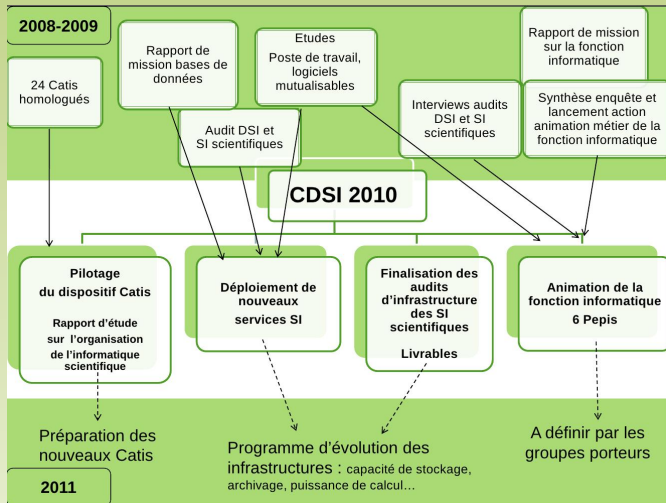 2008-2009
24 Catis
homologués
Rapport de
mission bases de
données
Audit DSI et
SI scientifiques
Etudes
Poste de travail,
logiciels
mutualisables
Interviews audits
DSI et SI
scientifiques
Rapport de mission
sur la fonction
informatique
Synthèse enquête et
lancement action
animation métier de la
fonction informatique
CDSI 2010
Pilotage
du dispositif Catis
Rapport d'étude
sur l'organisation
de l'informatique
scientifique
Déploiement de
nouveaux
services SI
Finalisation des
audits
d'infrastructure
des SI
scientifiques
Livrables
Animation de la
fonction informatique
6 Pepis
Préparation des
nouveaux Catis
Programme d'évolution des
infrastructures : capacité de stockage,
archivage, puissance de calcul…
A définir par les
groupes porteurs
2011